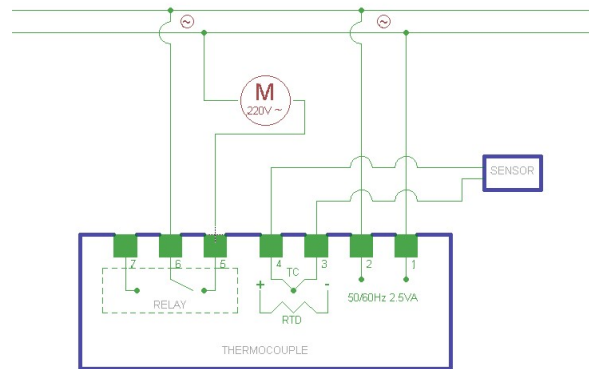 ~
~
M
220V ~
SENSOR
7
6
5
4
3
2
1
TC
+
-
RELAY
50/60Hz 2.5VA
RTD
THERMOCOUPLE